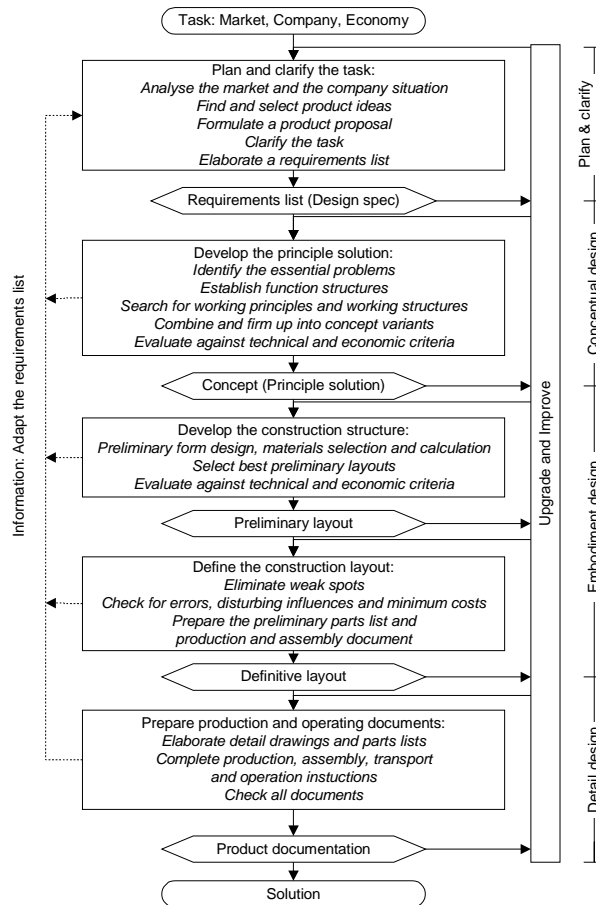 Task: Market, Company, Economy
Plan and clarify the task:
Analyse the market and the company situation
Find and select product ideas
Formulate a product proposal
Clarify the task
Elaborate a requirements list
Requirements list (Design spec)
Develop the principle solution:
Identify the essential problems
Establish function structures
Search for working principles and working structures
Combine and firm up into concept variants
Evaluate against technical and economic criteria
Concept (Principle solution)
Develop the construction structure:
Preliminary form design, materials selection and calculation
Select best preliminary layouts
Evaluate against technical and economic criteria
Preliminary layout
Define the construction layout:
Eliminate weak spots
Check for errors, disturbing influences and minimum costs
Prepare the preliminary parts list and
production and assembly document
Definitive layout
Prepare production and operating documents:
Elaborate detail drawings and parts lists
Complete production, assembly, transport
and operation instuctions
Check all documents
Product documentation
Solution
Information: Adapt the requirements list
Upgrade and Improve
Plan & clarify
Conceptual design
Embodiment design
Detail design